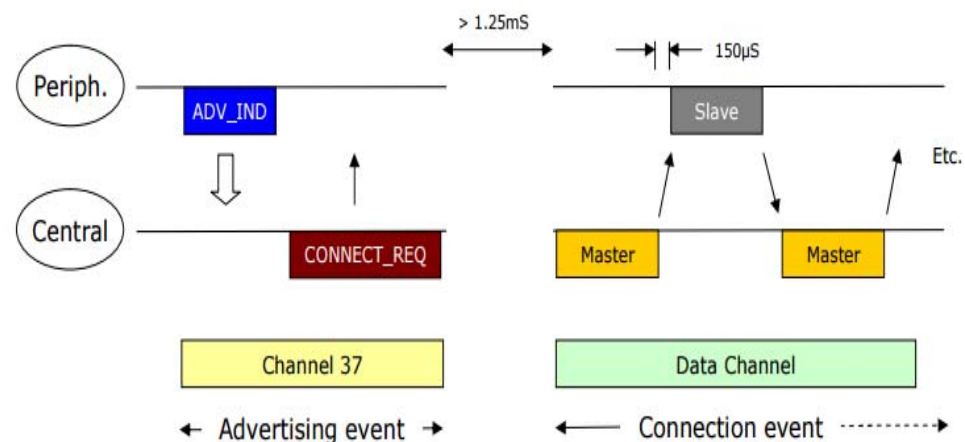 > 1.25mS
150µS
Periph.
ADV_IND
Slave
Etc.
Central
CONNECT_REQ
Master
Master
Channel 37
Data Channel
Advertising event
Connection event